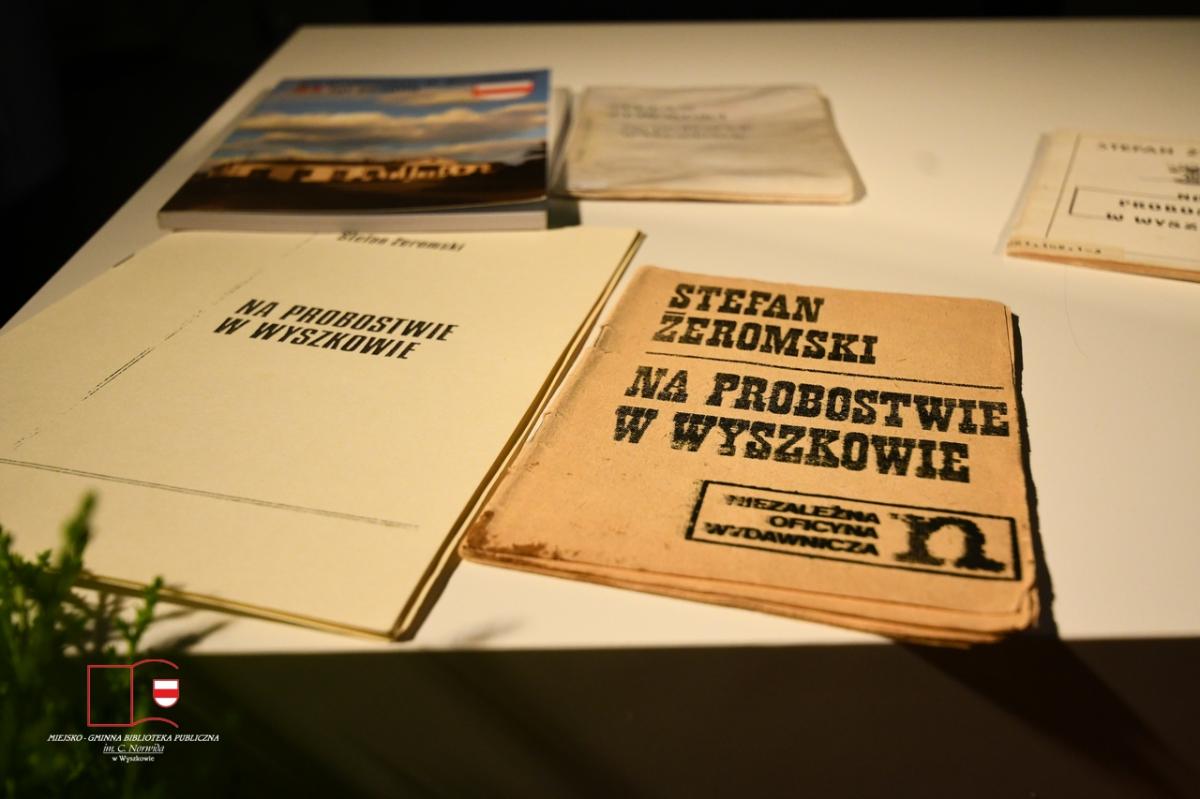 STEFAN
Stefan Żeromski
NA PROBOSTWIE
W WYSZKOWIE
STEFAN
ŻEROMSKI
NA PROBOSTWIE
W WYSZKOWIE
NIEZALEŻNA
OFICYNA
WYDAWNICZA
n
MIEJSKO - GMINNA BIBLIOTEKA PUBLICZNA
im. C. Norwida
w Wyszkowie